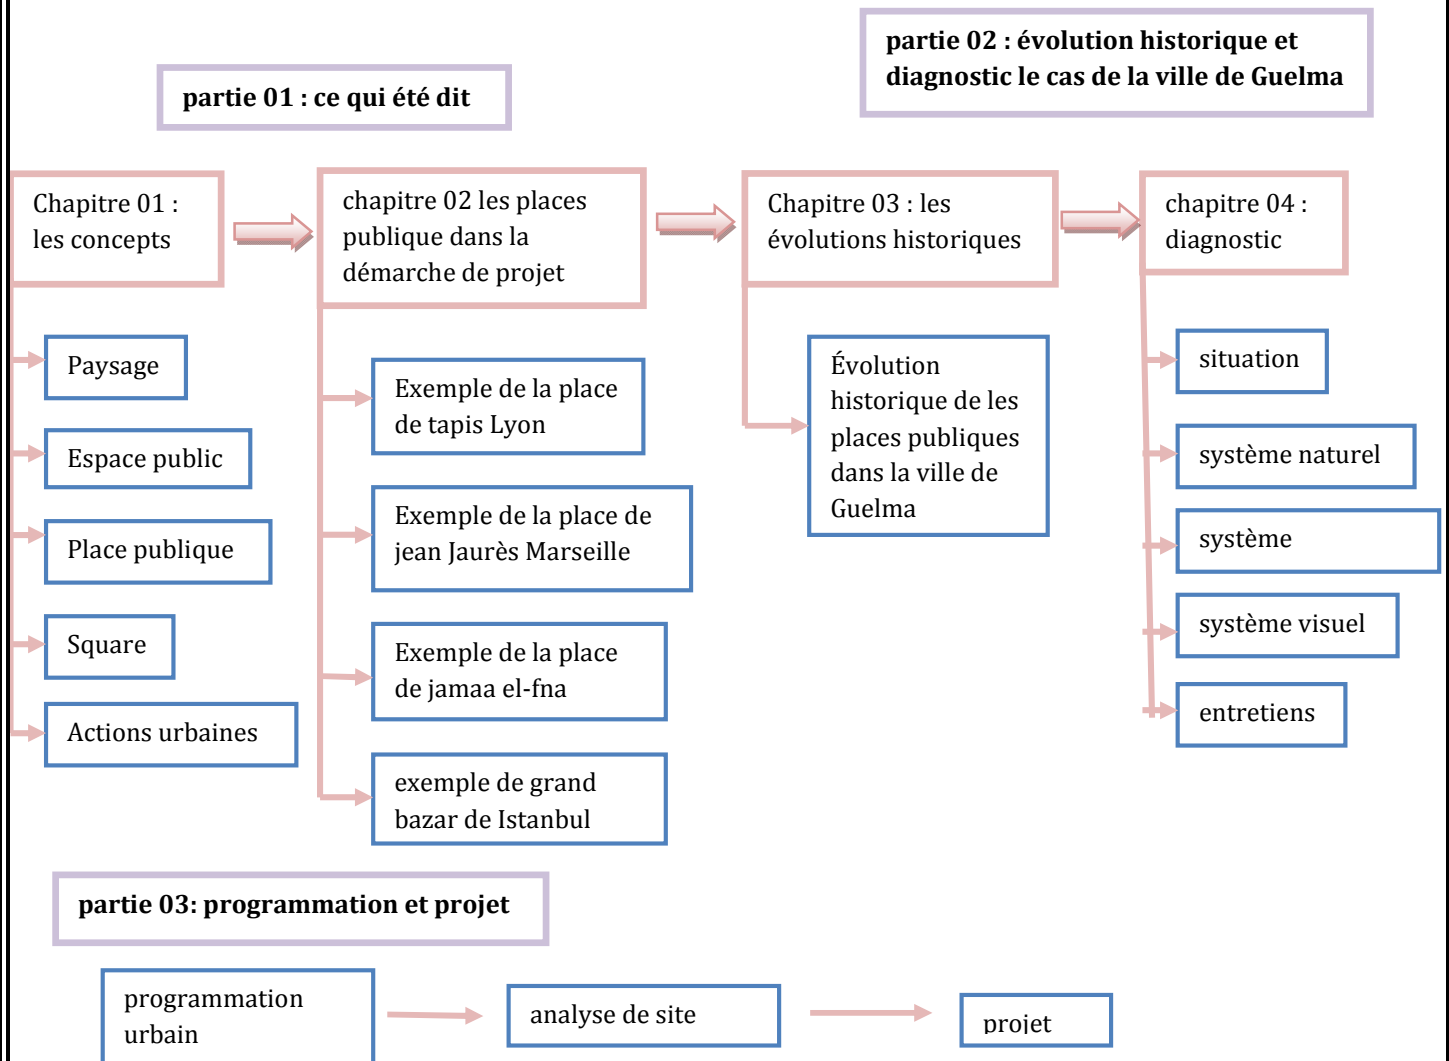 partie 01 : ce qui été dit
partie 02 : évolution historique et
diagnostic le cas de la ville de Guelma
Chapitre 01 :
les concepts
Paysage
Espace public
Place publique
Square
Actions urbaines
chapitre 02 les places
publique dans la
démarche de projet
Exemple de la place
de tapis Lyon
Exemple de la place de
jean Jaurès Marseille
Exemple de la place
de jamaa el-fna
exemple de grand
bazar de Istanbul
Chapitre 03 : les
évolutions historiques
Évolution
historique de les
places publiques
dans la ville de
Guelma
chapitre 04 :
diagnostic
situation
système naturel
système
système visuel
entretiens
partie 03: programmation et projet
programmation
urbain
analyse de site
projet